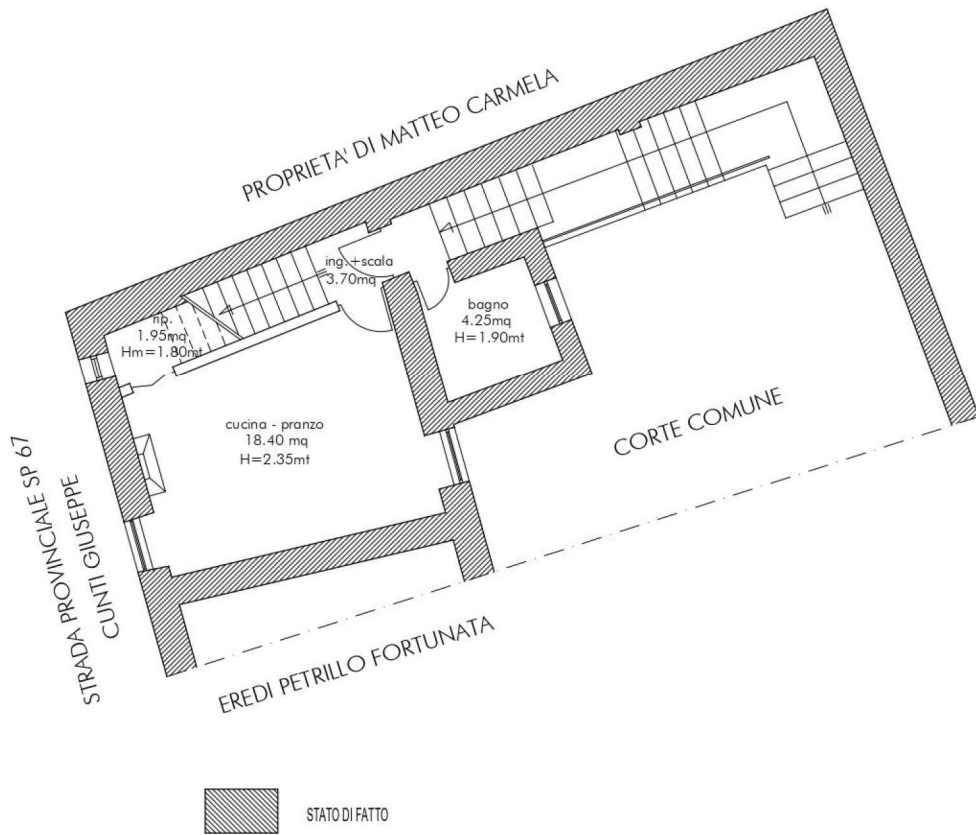 PROPRIETA' DI MATTEO CARMELA
ing.+scala
3.70mq
rip.
1.95mq
Hm=1.80mt
bagno
4.25mq
H=1.90mt
cucina - pranzo
18.40 mq
H=2.35mt
CORTE COMUNE
STRADA PROVINCIALE SP 67
CUNTI GIUSEPPE
EREDI PETRILLO FORTUNATA
STATO DI FATTO